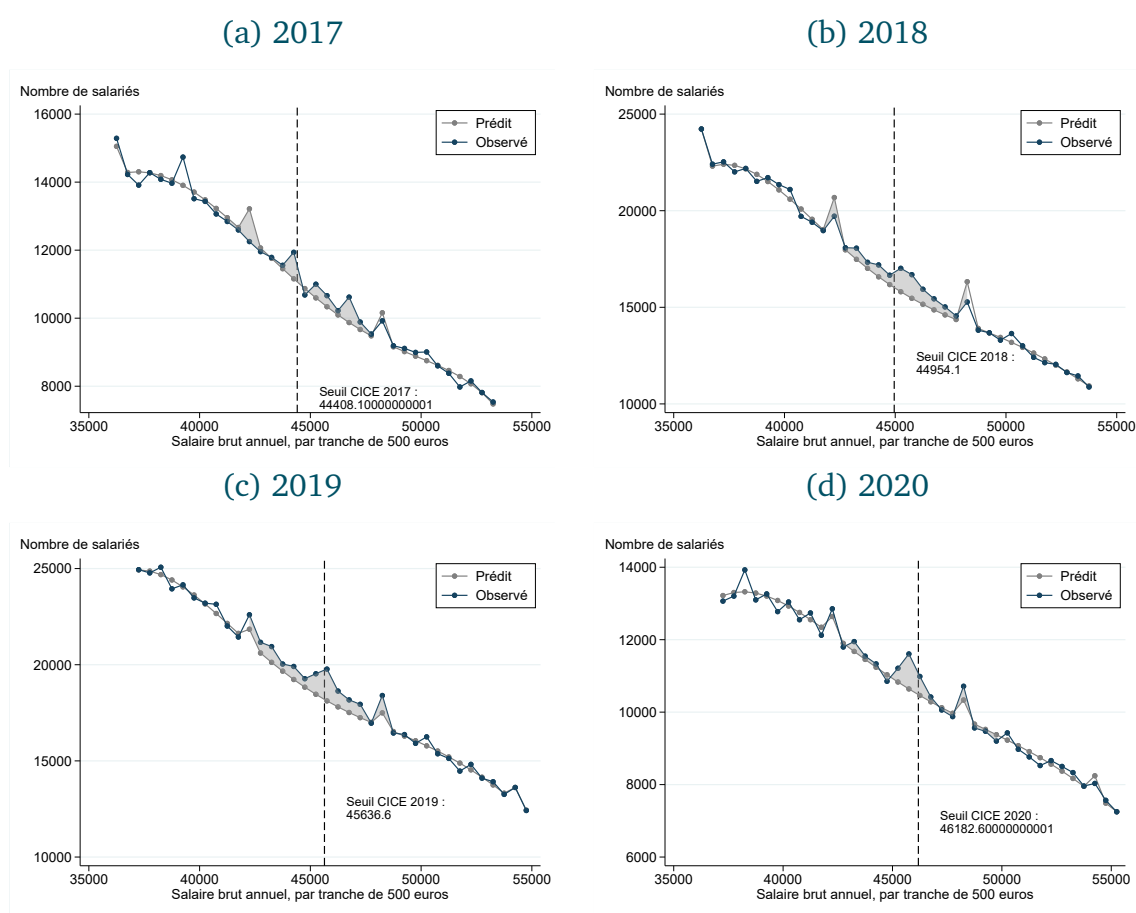 (a) 2017
Nombre de salariés
16000
14000
12000
10000
8000
Prédit
Observé
Seuil CICE 2017 :
44408.10000000001
35000 40000 45000 50000 55000
Salaire brut annuel, par tranche de 500 euros
(b) 2018
Nombre de salariés
25000
20000
15000
10000
Prédit
Observé
Seuil CICE 2018 :
44954.1
35000 40000 45000 50000 55000
Salaire brut annuel, par tranche de 500 euros
(c) 2019
Nombre de salariés
25000
20000
15000
10000
Prédit
Observé
Seuil CICE 2019 :
45636.6
35000 40000 45000 50000 55000
Salaire brut annuel, par tranche de 500 euros
(d) 2020
Nombre de salariés
14000
12000
10000
8000
6000
Prédit
Observé
Seuil CICE 2020 :
46182.60000000001
35000 40000 45000 50000 55000
Salaire brut annuel, par tranche de 500 euros